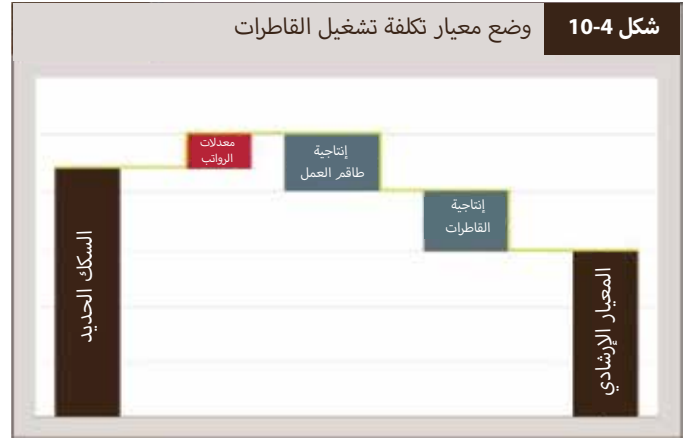 شكل 4-10 وضع معيار تكلفة تشغيل القاطرات
معدلات
الرواتب
إنتاجية
طاقم العمل
إنتاجية
القاطرات
السكك الحديد
المعيار الإرشادي